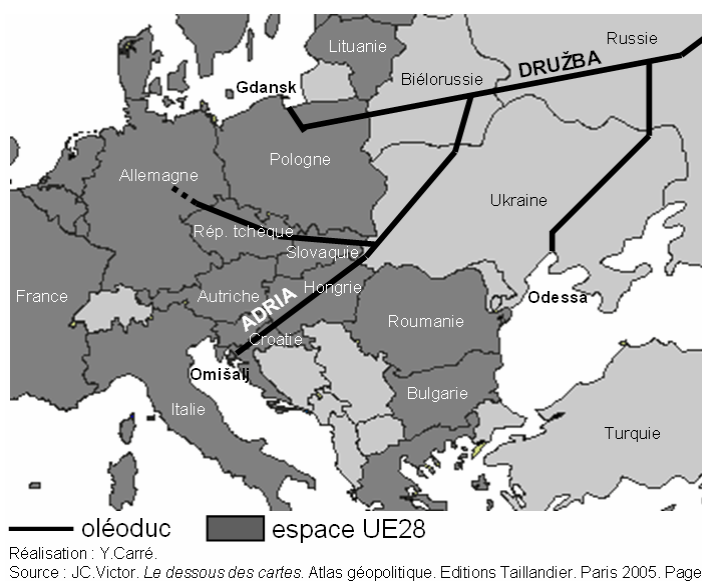 Lituanie
Russie
Biélorussie
DRUŽBA
Gdansk
Pologne
Allemagne
Ukraine
Rép. tchèque
Slovaquie
France
Autriche
Hongrie
ADRIA
Odessa
Roumanie
Croatie
Omišalj
Bulgarie
Italie
Turquie
oléoduc
espace UE28
Réalisation : Y.Carré.
Source : JC.Victor. Le dessous des cartes. Atlas géopolitique. Editions Taillandier. Paris 2005. Page